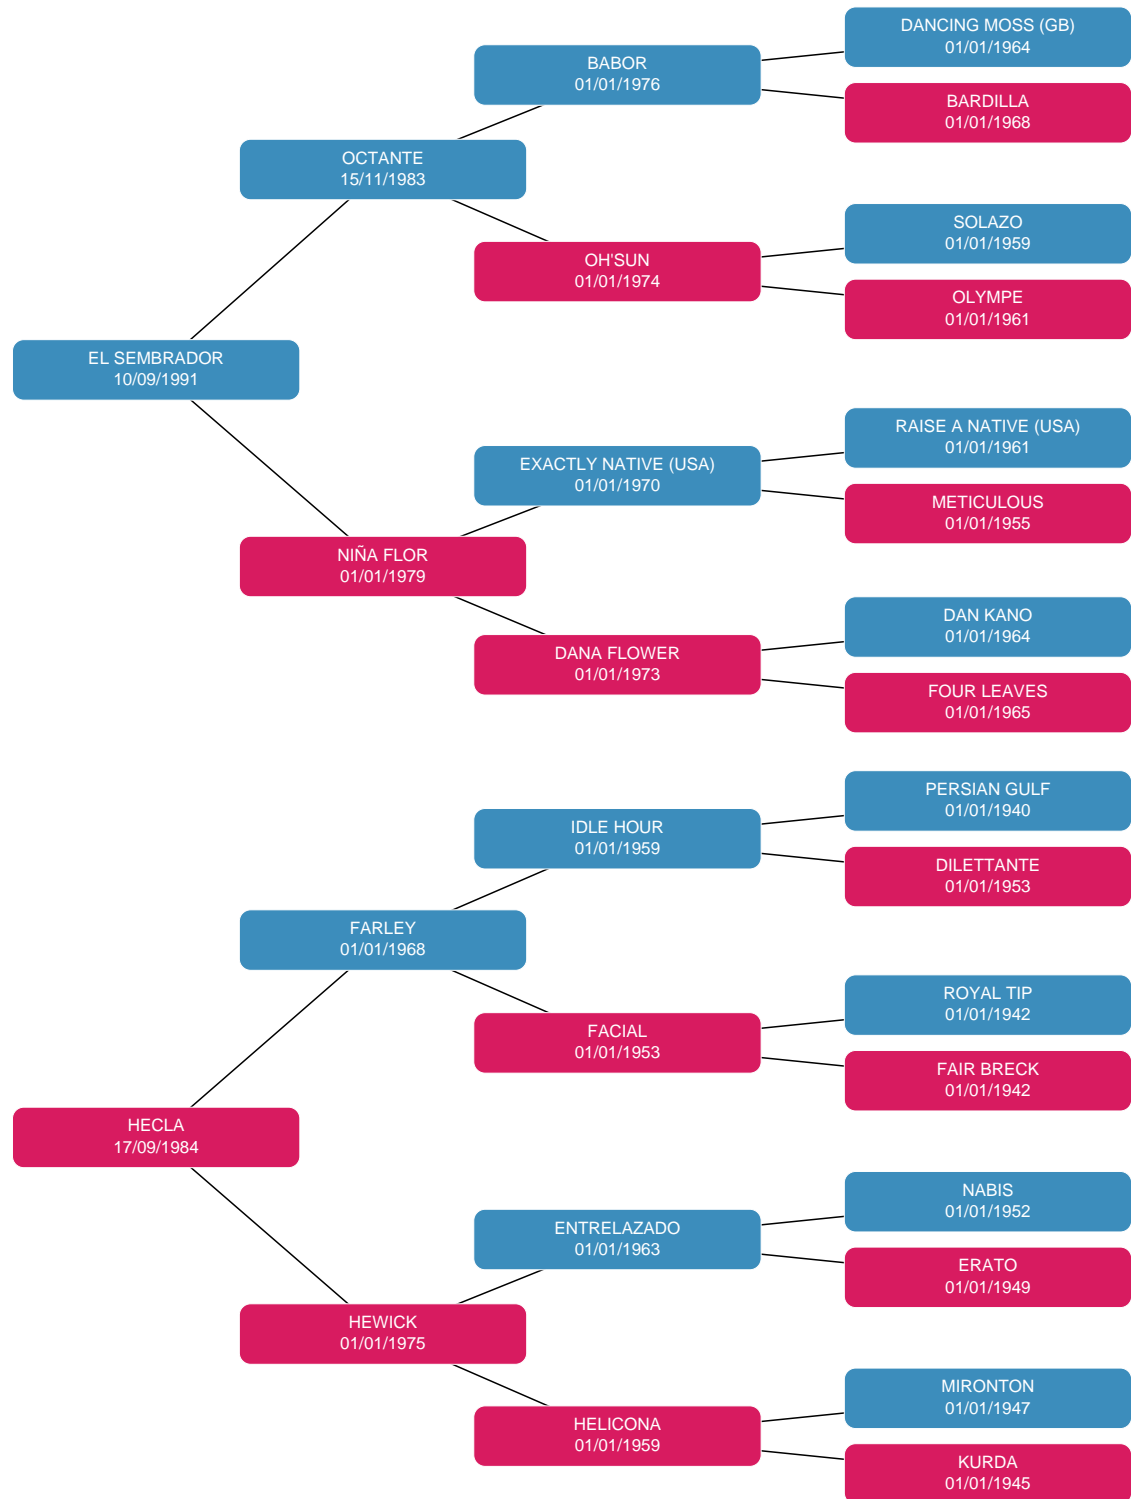 DANCING MOSS (GB)
01/01/1964
BABOR
01/01/1976
BARDILLA
01/01/1968
OCTANTE
15/11/1983
SOLAZO
01/01/1959
OH'SUN
01/01/1974
OLYMPE
01/01/1961
EL SEMBRADOR
10/09/1991
RAISE A NATIVE (USA)
01/01/1961
EXACTLY NATIVE (USA)
01/01/1970
METICULOUS
01/01/1955
NIÑA FLOR
01/01/1979
DAN KANO
01/01/1964
DANA FLOWER
01/01/1973
FOUR LEAVES
01/01/1965
PERSIAN GULF
01/01/1940
IDLE HOUR
01/01/1959
DILETTANTE
01/01/1953
FARLEY
01/01/1968
ROYAL TIP
01/01/1942
FACIAL
01/01/1953
FAIR BRECK
01/01/1942
HECLA
17/09/1984
NABIS
01/01/1952
ENTRELAZADO
01/01/1963
ERATO
01/01/1949
HEWICK
01/01/1975
MIRONTON
01/01/1947
HELICONA
01/01/1959
KURDA
01/01/1945